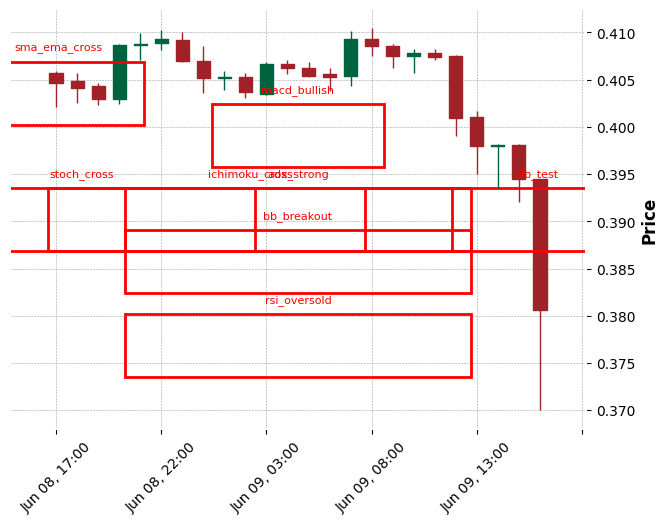 sma_ema_cross
macd_bullish
stoch_cross
ichimoku_cross
adx_strong
bb_breakout
rsi_oversold
0.410
0.405
0.400
0.395
0.390
0.385
0.380
0.375
0.370
Price
Jun 08, 17:00
Jun 08, 22:00
Jun 09, 03:00
Jun 09, 08:00
Jun 09, 13:00